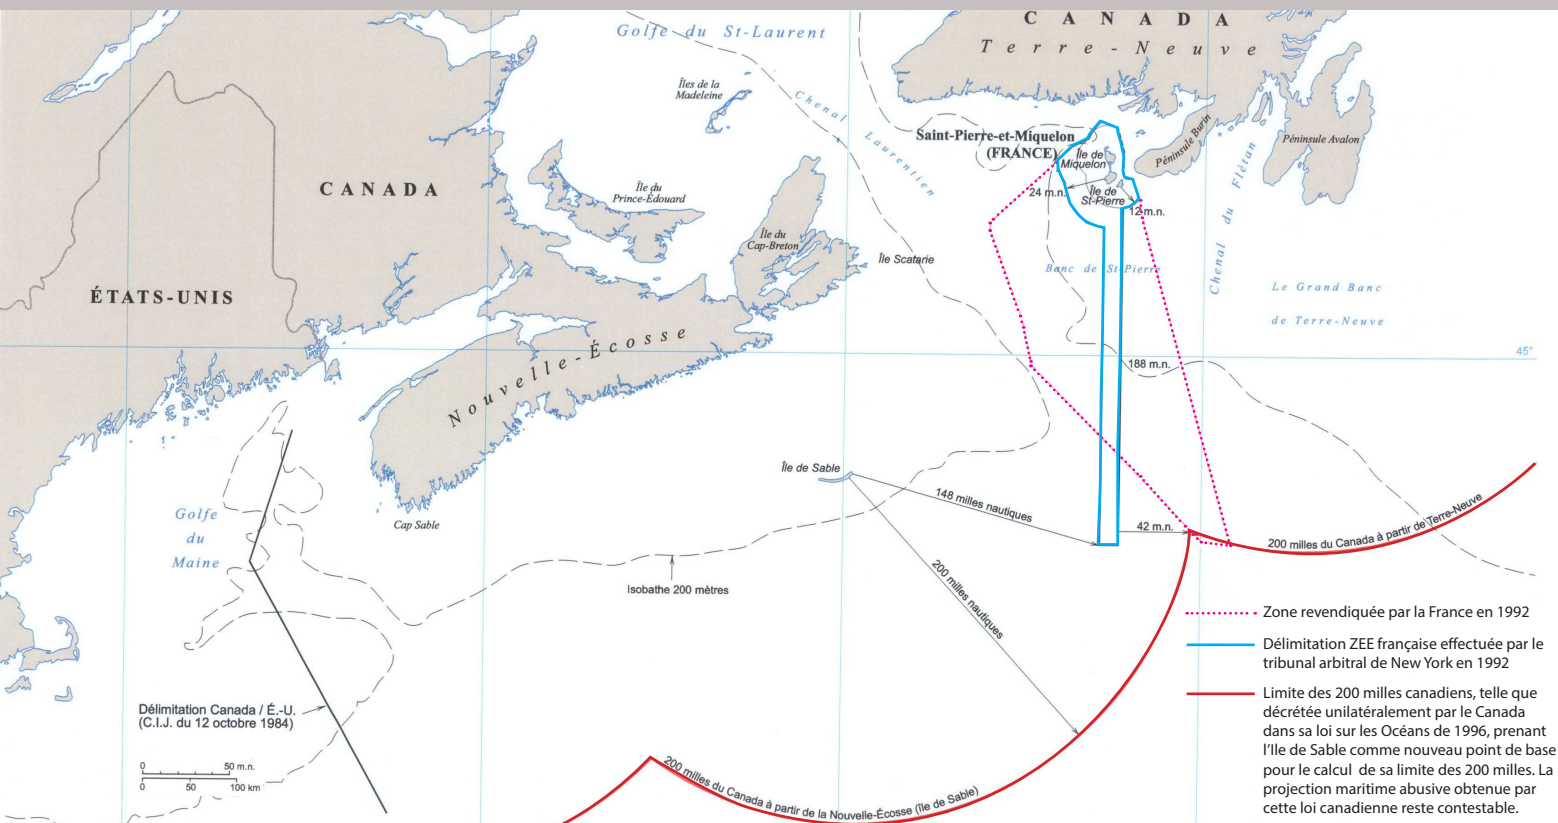 CANADA
Terre-Neuve
Golfe du St-Laurent
Îles de la
Madeleine
Chenal Laurentien
Saint-Pierre-et-Miquelon
(FRANCE)
Île de
Miquelon
Péninsule Burin
Péninsule Avalon
24 m.n.
Île de
St-Pierre
12 m.n.
CANADA
Île du
Prince-Édouard
Île du
Cap-Breton
Île Scatarie
Banc de St-Pierre
Chenal du Flétan
Le Grand Banc
de Terre-Neuve
ÉTATS-UNIS
Nouvelle-Écosse
45°
188 m.n.
Île de Sable
148 milles nautiques
42 m.n.
200 milles du Canada à partir de Terre-Neuve
Cap Sable
Golfe
du
Maine
Isobathe 200 mètres
200 milles nautiques
Délimitation Canada / É.-U.
(C.I.J. du 12 octobre 1984)
0 50 m.n.
0 50 100 km
200 milles du Canada à partir de la Nouvelle-Écosse (Île de Sable)
Zone revendiquée par la France en 1992
Délimitation ZEE française effectuée par le
tribunal arbitral de New York en 1992
Limite des 200 milles canadiens, telle que
décrétée unilatéralement par le Canada
dans sa loi sur les Océans de 1996, prenant
l'Ile de Sable comme nouveau point de base
pour le calcul de sa limite des 200 milles. La
projection maritime abusive obtenue par
cette loi canadienne reste contestable.